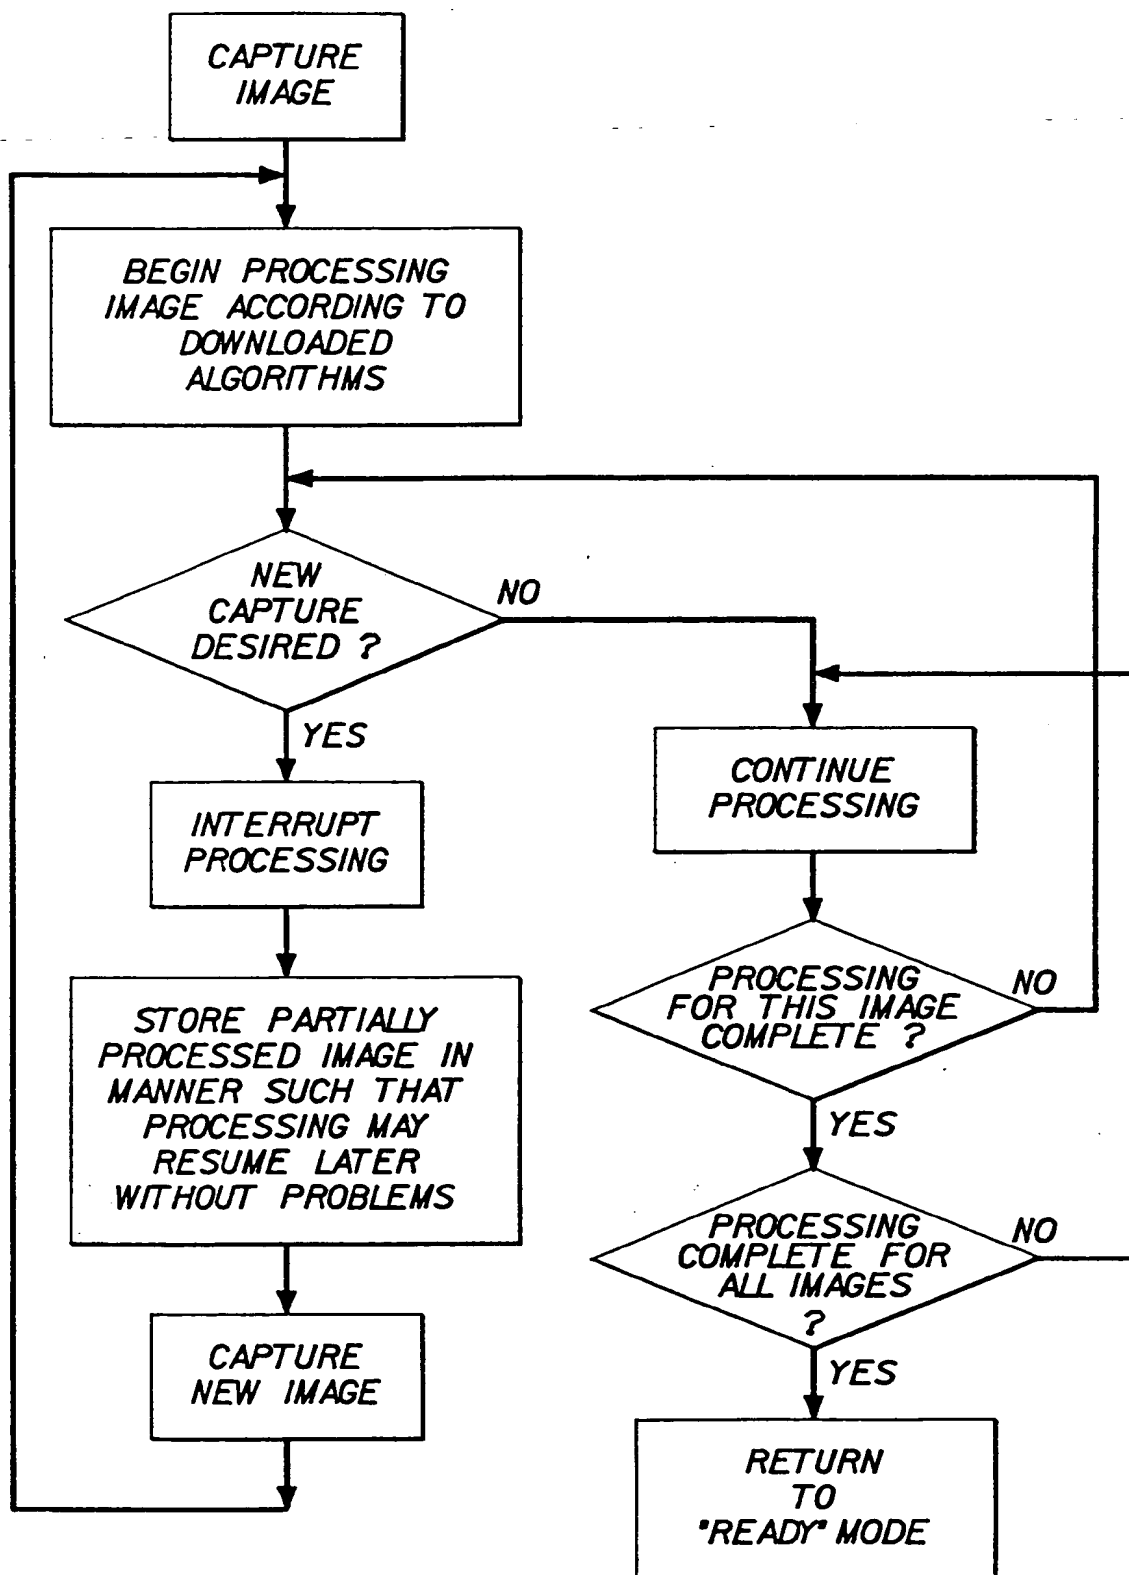 CAPTURE
IMAGE
BEGIN PROCESSING
IMAGE ACCORDING TO
DOWNLOADED
ALGORITHMS
NEW
CAPTURE
DESIRED ?
NO
YES
INTERRUPT
PROCESSING
STORE PARTIALLY
PROCESSED IMAGE IN
MANNER SUCH THAT
PROCESSING MAY
RESUME LATER
WITHOUT PROBLEMS
CAPTURE
NEW IMAGE
CONTINUE
PROCESSING
PROCESSING
FOR THIS IMAGE
COMPLETE ?
NO
YES
PROCESSING
COMPLETE FOR
ALL IMAGES
?
NO
YES
RETURN
TO
"READY" MODE